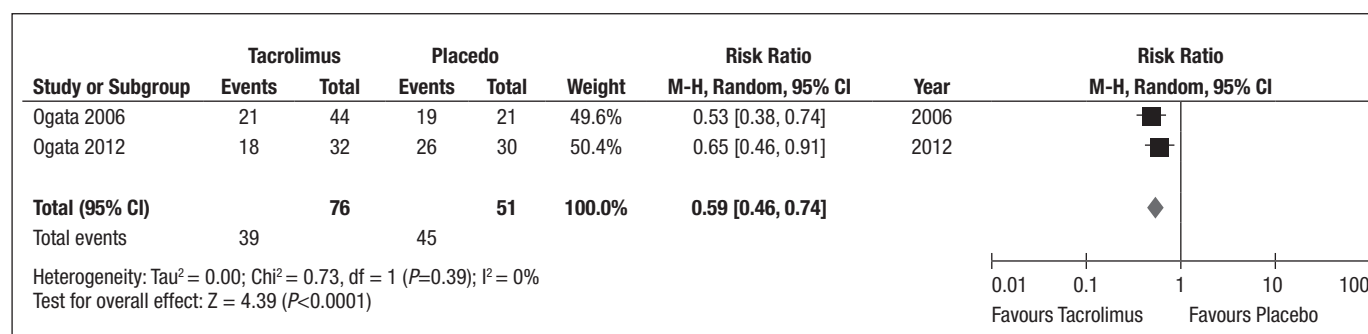 Tacrolimus Placedo Risk Ratio Risk Ratio
Study or Subgroup Events Total Events Total Weight M-H, Random, 95% CI Year M-H, Random, 95% CI
Ogata 2006 21 44 19 21 49.6% 0.53 [0.38, 0.74] 2006
Ogata 2012 18 32 26 30 50.4% 0.65 [0.46, 0.91] 2012
Total (95% CI) 76 51 100.0% 0.59 [0.46, 0.74]
Total events 39 45
Heterogeneity: Tau² = 0.00; Chi² = 0.73, df = 1 (P=0.39); I² = 0%
Test for overall effect: Z = 4.39 (P<0.0001)
0.01 0.1 1 10 100
Favours Tacrolimus Favours Placebo